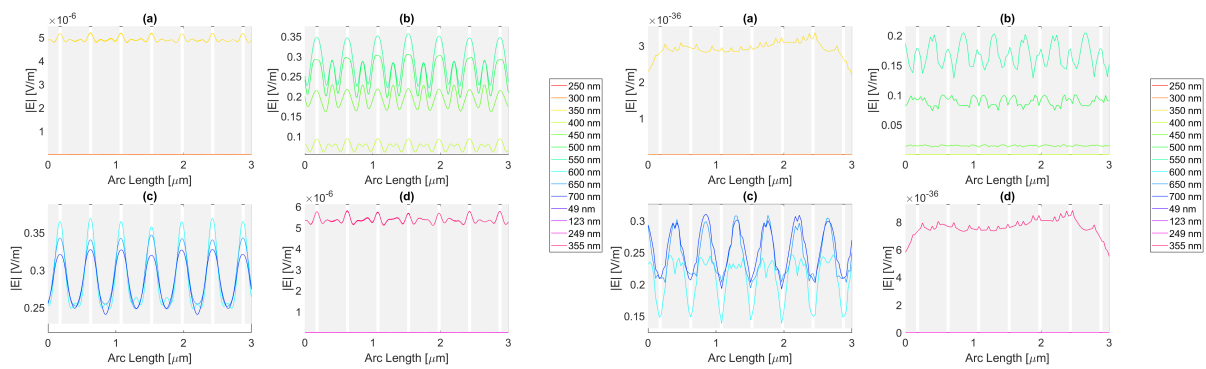 (a)
×10⁻⁶
|E| [V/m]
5
4
3
2
1
0 1 2 3
Arc Length [μm]
(b)
|E| [V/m]
0.35
0.3
0.25
0.2
0.15
0.1
0 1 2 3
Arc Length [μm]
(c)
|E| [V/m]
0.35
0.3
0.25
0 1 2 3
Arc Length [μm]
(d)
×10⁻⁶
|E| [V/m]
6
5
4
3
2
1
0 1 2 3
Arc Length [μm]
250 nm
300 nm
350 nm
400 nm
450 nm
500 nm
550 nm
600 nm
650 nm
700 nm
49 nm
123 nm
249 nm
355 nm
(a)
×10⁻³⁶
|E| [V/m]
3
2
1
0 1 2 3
Arc Length [μm]
(b)
|E| [V/m]
0.2
0.15
0.1
0.05
0 1 2 3
Arc Length [μm]
(c)
|E| [V/m]
0.3
0.25
0.2
0.15
0 1 2 3
Arc Length [μm]
(d)
×10⁻³⁶
|E| [V/m]
8
6
4
2
0
0 1 2 3
Arc Length [μm]
250 nm
300 nm
350 nm
400 nm
450 nm
500 nm
550 nm
600 nm
650 nm
700 nm
49 nm
123 nm
249 nm
355 nm